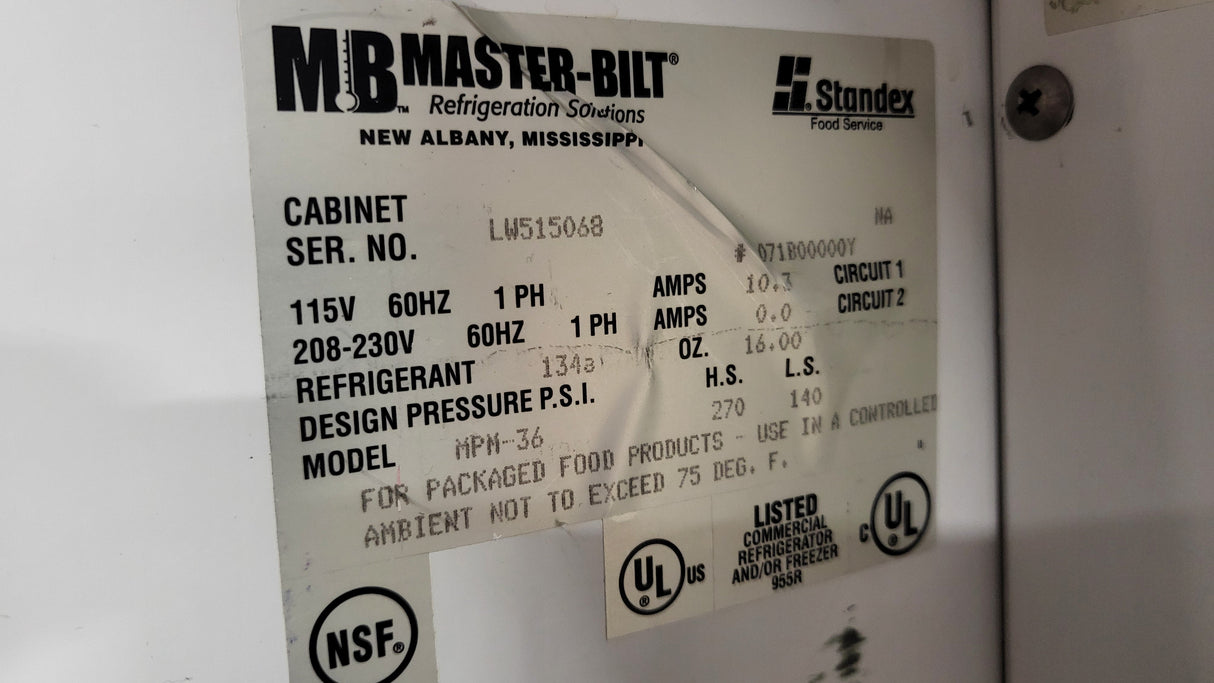 MB™ MASTER-BILT®
Refrigeration Solutions
NEW ALBANY, MISSISSIPPI
Standex
Food Service
CABINET
SER. NO. LW515068
NA
# 071B00000Y
115V 60HZ 1 PH AMPS 10.3 CIRCUIT 1
208-230V 60HZ 1 PH AMPS 0.0 CIRCUIT 2
REFRIGERANT 134a OZ. 16.00
DESIGN PRESSURE P.S.I. H.S. 270 L.S. 140
MODEL MPM-36
FOR PACKAGED FOOD PRODUCTS - USE IN A CONTROLLED
AMBIENT NOT TO EXCEED 75 DEG. F.
NSF®
UL® US
LISTED
COMMERCIAL
REFRIGERATOR
AND/OR FREEZER
955R
C UL®